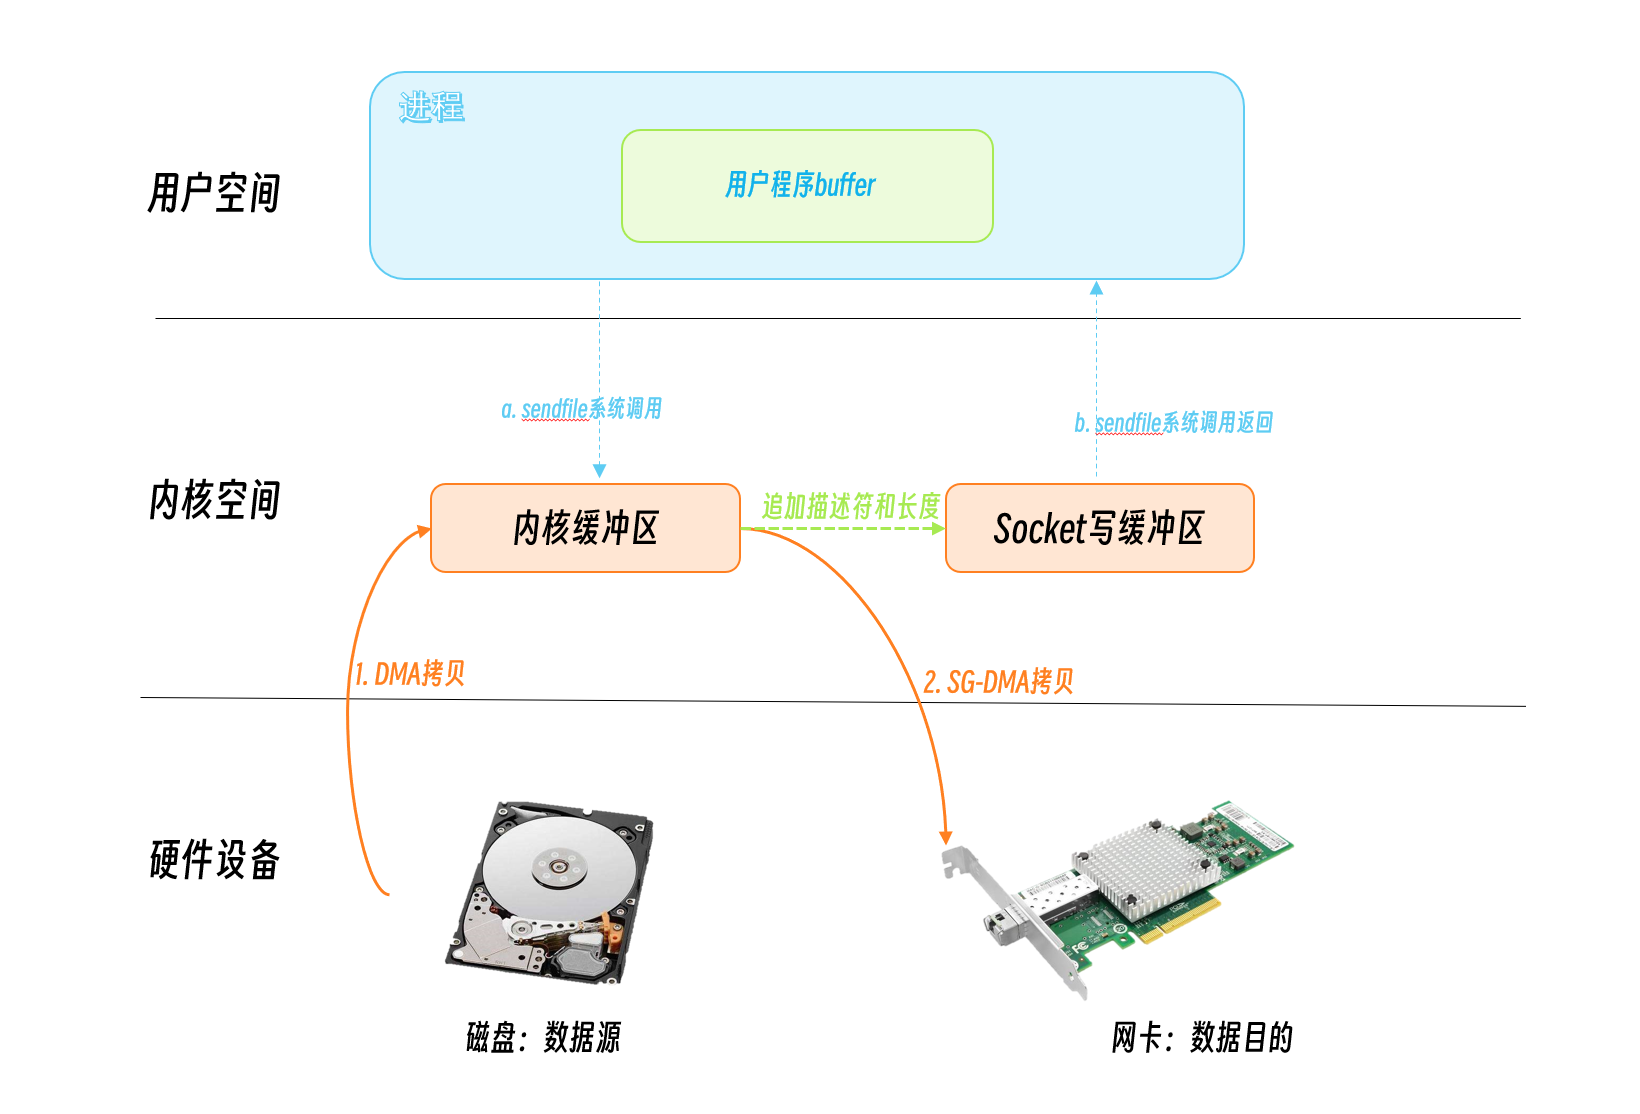 进程
用户程序buffer
用户空间
a. sendfile系统调用
b. sendfile系统调用返回
内核空间
内核缓冲区
追加描述符和长度
Socket写缓冲区
1. DMA拷贝
2. SG-DMA拷贝
硬件设备
磁盘：数据源
网卡：数据目的